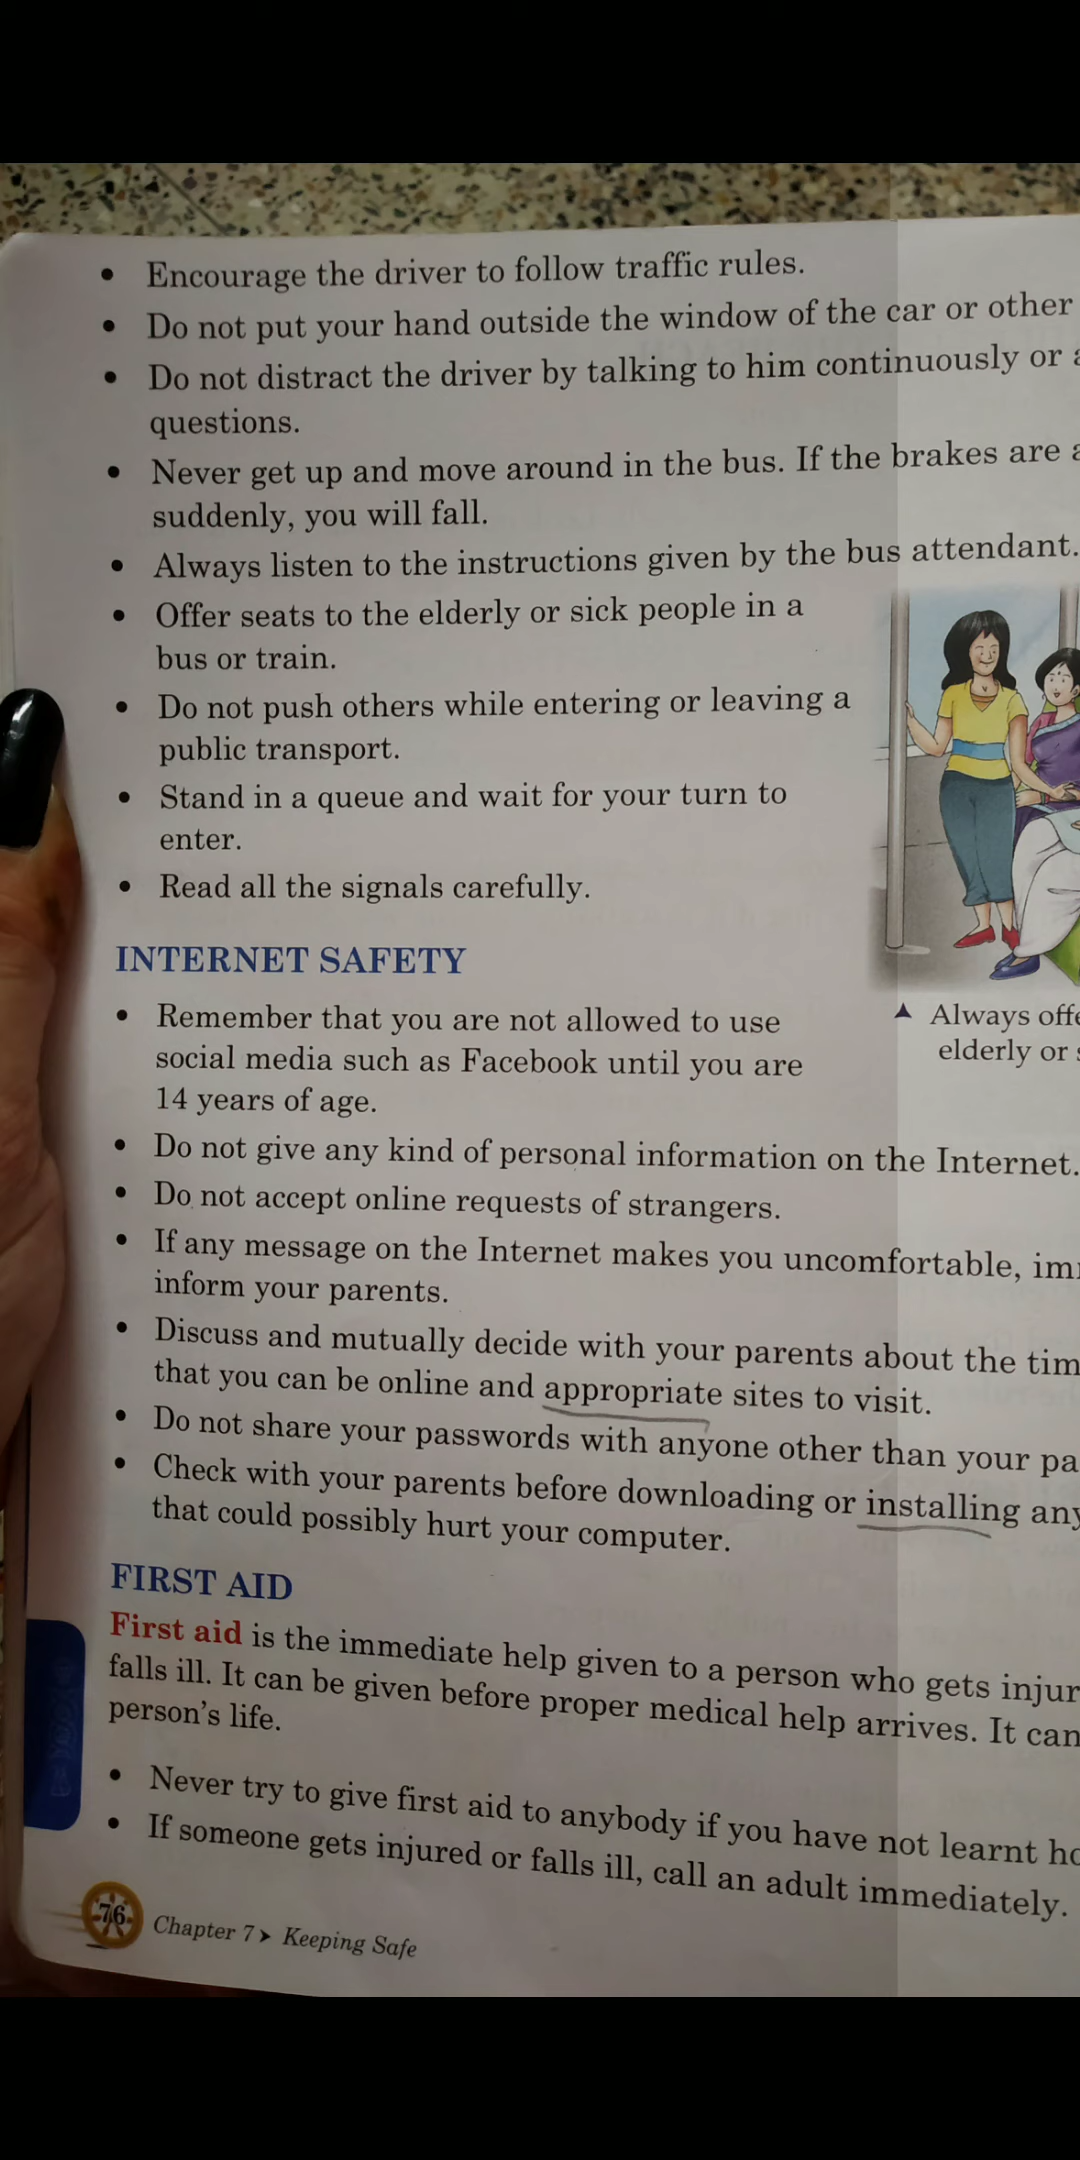 • Encourage the driver to follow traffic rules.
• Do not put your hand outside the window of the car or other
• Do not distract the driver by talking to him continuously or
questions.
• Never get up and move around in the bus. If the brakes are
suddenly, you will fall.
• Always listen to the instructions given by the bus attendant.
• Offer seats to the elderly or sick people in a
bus or train.
• Do not push others while entering or leaving a
public transport.
• Stand in a queue and wait for your turn to
enter.
• Read all the signals carefully.
INTERNET SAFETY
• Remember that you are not allowed to use
social media such as Facebook until you are
14 years of age.
▲ Always
elderly or
• Do not give any kind of personal information on the Internet.
• Do not accept online requests of strangers.
• If any message on the Internet makes you uncomfortable,
inform your parents.
• Discuss and mutually decide with your parents about the
that you can be online and appropriate sites to visit.
• Do not share your passwords with anyone other than your
• Check with your parents before downloading or installing
that could possibly hurt your computer.
FIRST AID
First aid is the immediate help given to a person who gets
falls ill. It can be given before proper medical help arrives. It can
person's life.
• Never try to give first aid to anybody if you have not learnt
• If someone gets injured or falls ill, call an adult immediately.
76 Chapter 7 > Keeping Safe